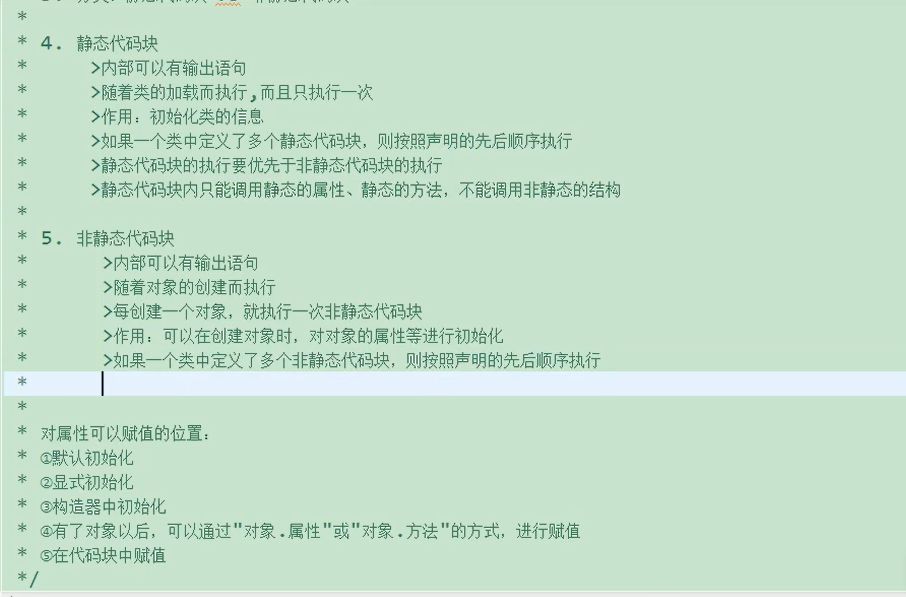 *
* 4. 静态代码块
* >内部可以有输出语句
* >随着类的加载而执行,而且只执行一次
* >作用：初始化类的信息
* >如果一个类中定义了多个静态代码块，则按照声明的先后顺序执行
* >静态代码块的执行要优先于非静态代码块的执行
* >静态代码块内只能调用静态的属性、静态的方法，不能调用非静态的结构
*
* 5. 非静态代码块
* >内部可以有输出语句
* >随着对象的创建而执行
* >每创建一个对象，就执行一次非静态代码块
* >作用：可以在创建对象时，对对象的属性等进行初始化
* >如果一个类中定义了多个非静态代码块，则按照声明的先后顺序执行
*
*
* 对属性可以赋值的位置：
* ①默认初始化
* ②显式初始化
* ③构造器中初始化
* ④有了对象以后，可以通过"对象.属性"或"对象.方法"的方式，进行赋值
* ⑤在代码块中赋值
*/